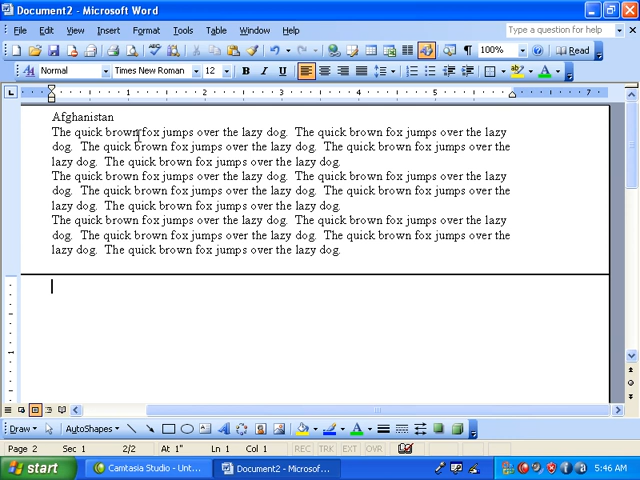 Document2 - Microsoft Word
File Edit View Insert Format Tools Table Window Help Type a question for help
100% Read
Normal Times New Roman 12 B I U
1 2 3 4 5 6 7
Afghanistan
The quick brown fox jumps over the lazy dog. The quick brown fox jumps over the lazy
dog. The quick brown fox jumps over the lazy dog. The quick brown fox jumps over the
lazy dog. The quick brown fox jumps over the lazy dog.
The quick brown fox jumps over the lazy dog. The quick brown fox jumps over the lazy
dog. The quick brown fox jumps over the lazy dog. The quick brown fox jumps over the
lazy dog. The quick brown fox jumps over the lazy dog.
The quick brown fox jumps over the lazy dog. The quick brown fox jumps over the lazy
dog. The quick brown fox jumps over the lazy dog. The quick brown fox jumps over the
lazy dog. The quick brown fox jumps over the lazy dog.
1
Draw AutoShapes
Page 2 Sec 1 2/2 At 1" Ln 1 Col 1 REC TRK EXT OVR
start Camtasia Studio - Unt... Document2 - Microsof... 5:46 AM